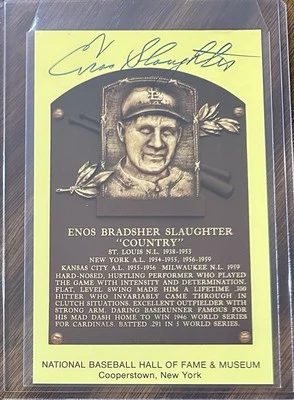 Enos Slaughter
ENOS BRADSHER SLAUGHTER
"COUNTRY"
ST. LOUIS N.L. 1938-1953
NEW YORK A.L. 1954-1955, 1956-1959
KANSAS CITY A.L. 1955-1956 MILWAUKEE N.L. 1959
HARD-NOSED, HUSTLING PERFORMER WHO PLAYED
THE GAME WITH INTENSITY AND DETERMINATION.
FLAT, LEVEL SWING MADE HIM A LIFETIME .300
HITTER WHO INVARIABLY CAME THROUGH IN
CLUTCH SITUATIONS. EXCELLENT OUTFIELDER WITH
STRONG ARM. DARING BASERUNNER FAMOUS FOR
HIS MAD DASH HOME TO WIN 1946 WORLD SERIES
FOR CARDINALS. BATTED .291 IN 5 WORLD SERIES.
NATIONAL BASEBALL HALL OF FAME & MUSEUM
Cooperstown, New York